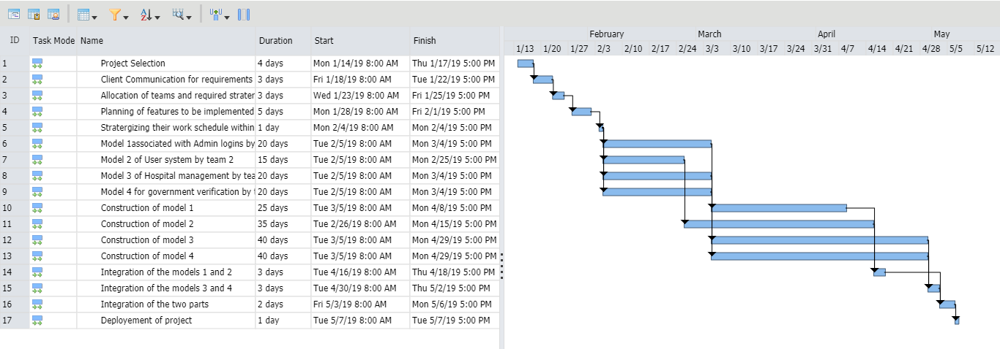 February March April May
ID Task Mode Name Duration Start Finish
1/13 1/20 1/27 2/3 2/10 2/17 2/24 3/3 3/10 3/17 3/24 3/31 4/7 4/14 4/21 4/28 5/5 5/12
1 Project Selection 4 days Mon 1/14/19 8:00 AM Thu 1/17/19 5:00 PM
2 Client Communication for requirements 3 days Fri 1/18/19 8:00 AM Tue 1/22/19 5:00 PM
3 Allocation of teams and required strater 3 days Wed 1/23/19 8:00 AM Fri 1/25/19 5:00 PM
4 Planning of features to be implemented 5 days Mon 1/28/19 8:00 AM Fri 2/1/19 5:00 PM
5 Stratergizing their work schedule within 1 day Mon 2/4/19 8:00 AM Mon 2/4/19 5:00 PM
6 Model 1associated with Admin logins by 20 days Tue 2/5/19 8:00 AM Mon 3/4/19 5:00 PM
7 Model 2 of User system by team 2 15 days Tue 2/5/19 8:00 AM Mon 2/25/19 5:00 PM
8 Model 3 of Hospital management by tea 20 days Tue 2/5/19 8:00 AM Mon 3/4/19 5:00 PM
9 Model 4 for government verification by 20 days Tue 2/5/19 8:00 AM Mon 3/4/19 5:00 PM
10 Construction of model 1 25 days Tue 3/5/19 8:00 AM Mon 4/8/19 5:00 PM
11 Construction of model 2 35 days Tue 2/26/19 8:00 AM Mon 4/15/19 5:00 PM
12 Construction of model 3 40 days Tue 3/5/19 8:00 AM Mon 4/29/19 5:00 PM
13 Construction of model 4 40 days Tue 3/5/19 8:00 AM Mon 4/29/19 5:00 PM
14 Integration of the models 1 and 2 3 days Tue 4/16/19 8:00 AM Thu 4/18/19 5:00 PM
15 Integration of the models 3 and 4 3 days Tue 4/30/19 8:00 AM Thu 5/2/19 5:00 PM
16 Integration of the two parts 2 days Fri 5/3/19 8:00 AM Mon 5/6/19 5:00 PM
17 Deployement of project 1 day Tue 5/7/19 8:00 AM Tue 5/7/19 5:00 PM